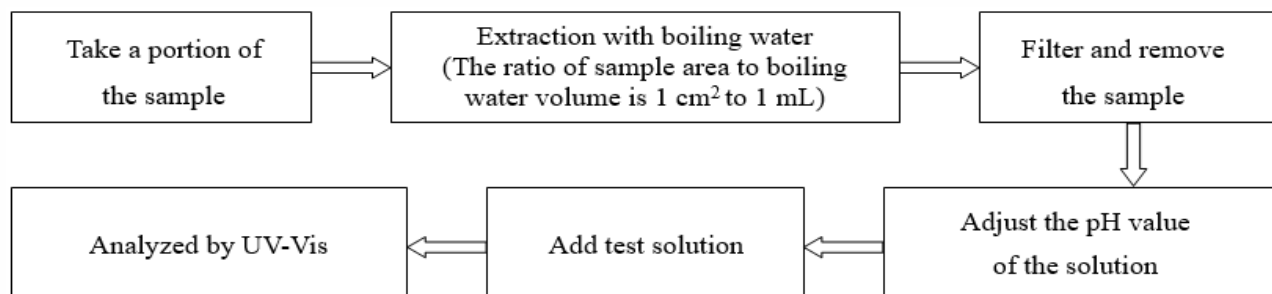 Take a portion of
the sample
Extraction with boiling water
(The ratio of sample area to boiling
water volume is 1 cm² to 1 mL)
Filter and remove
the sample
Adjust the pH value
of the solution
Add test solution
Analyzed by UV-Vis